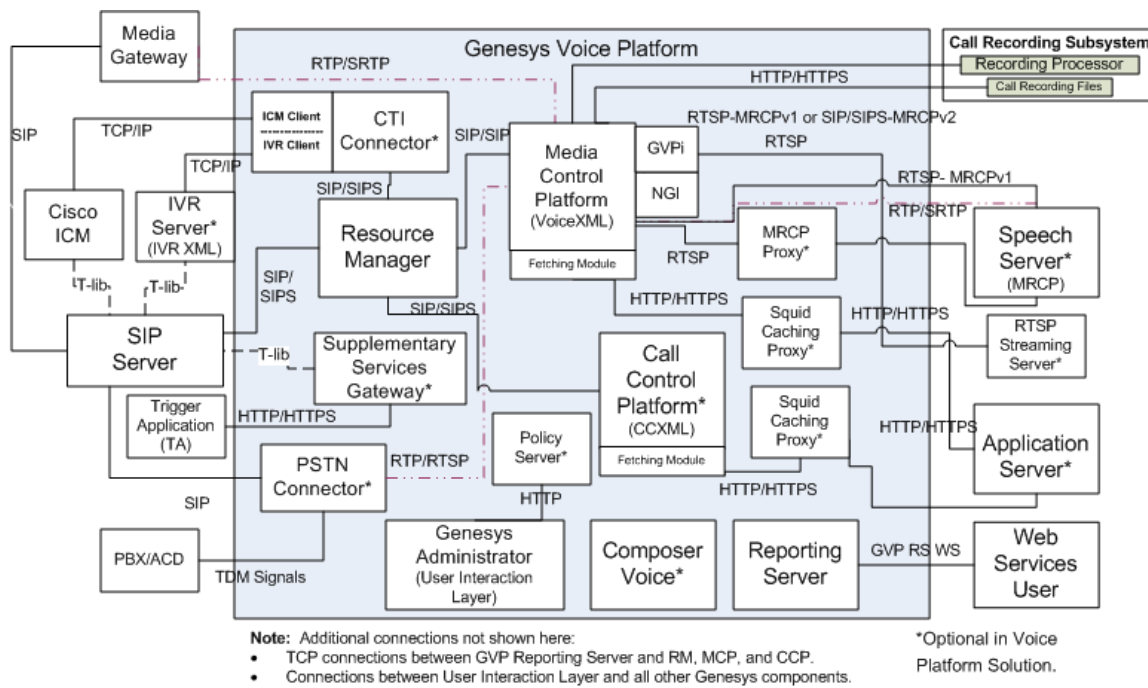 Media
Gateway
Genesys Voice Platform
Call Recording Subsystem
Recording Processor
Call Recording Files
RTP/SRTP
HTTP/HTTPS
SIP
TCP/IP
ICM Client
IVR Client
CTI
Connector*
SIP/SIP
RTSP-MRCPv1 or SIP/SIPS-MRCPv2
Media
Control
Platform
(VoiceXML)
Fetching Module
GVPi
NGI
RTSP
TCP/IP
SIP/SIPS
RTSP- MRCPv1
RTP/SRTP
Cisco
ICM
IVR
Server*
(IVR XML)
Resource
Manager
MRCP
Proxy*
RTSP
Speech
Server*
(MRCP)
T-lib
T-lib
SIP/
SIPS
SIP/SIPS
HTTP/HTTPS
Squid
Caching
Proxy*
HTTP/HTTPS
RTSP
Streaming
Server*
SIP
Server
T-lib
Supplementary
Services
Gateway*
Call
Control
Platform*
(CCXML)
Fetching Module
Squid
Caching
Proxy*
HTTP/HTTPS
Trigger
Application
(TA)
HTTP/HTTPS
Policy
Server*
Application
Server*
PSTN
Connector*
RTP/RTSP
HTTP/HTTPS
SIP
HTTP
PBX/ACD
TDM Signals
Genesys
Administrator
(User Interaction
Layer)
Composer
Voice*
Reporting
Server
GVP RS WS
Web
Services
User
Note: Additional connections not shown here:
• TCP connections between GVP Reporting Server and RM, MCP, and CCP.
• Connections between User Interaction Layer and all other Genesys components.
*Optional in Voice
Platform Solution.